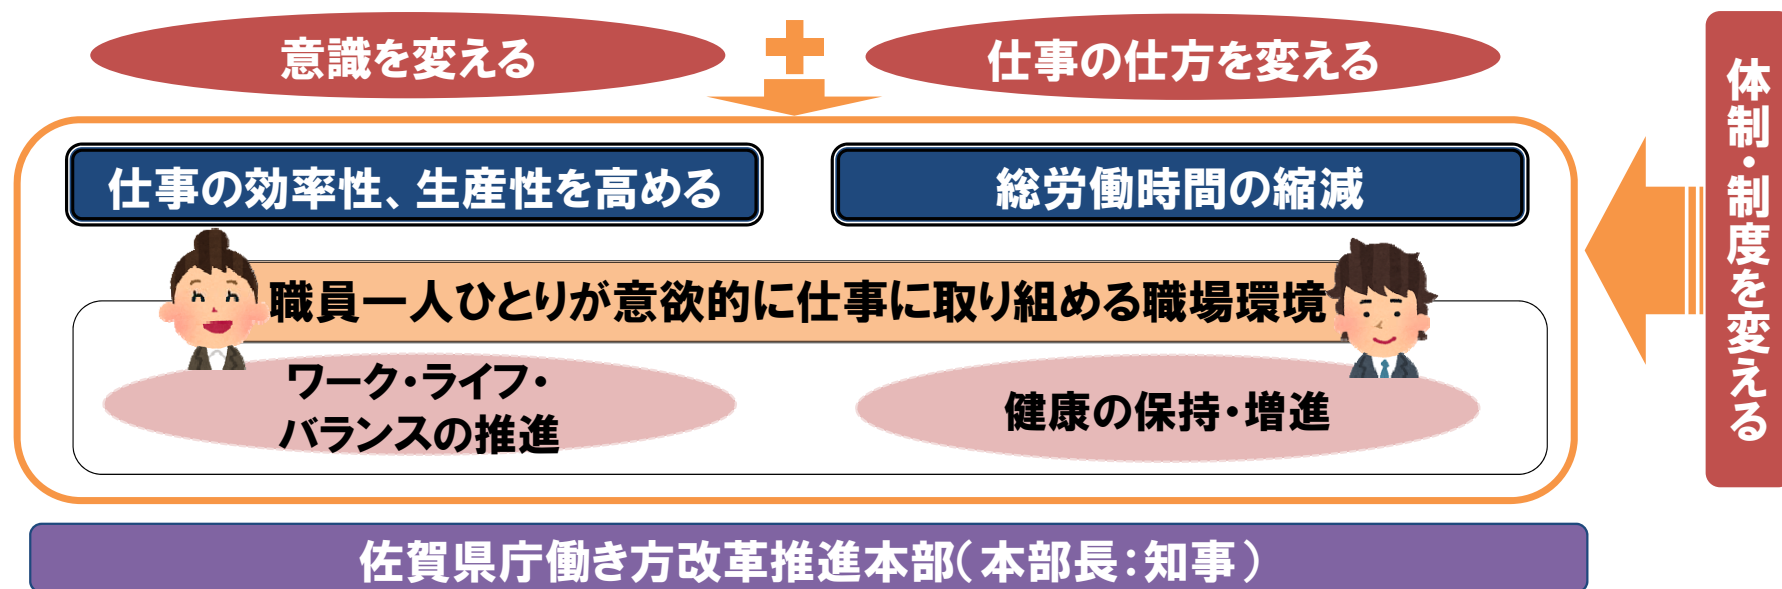 意識を変える
仕事の仕方を変える
体制・制度を変える
仕事の効率性、生産性を高める
総労働時間の縮減
職員一人ひとりが意欲的に仕事に取り組める職場環境
ワーク・ライフ・
バランスの推進
健康の保持・増進
佐賀県庁働き方改革推進本部(本部長:知事)